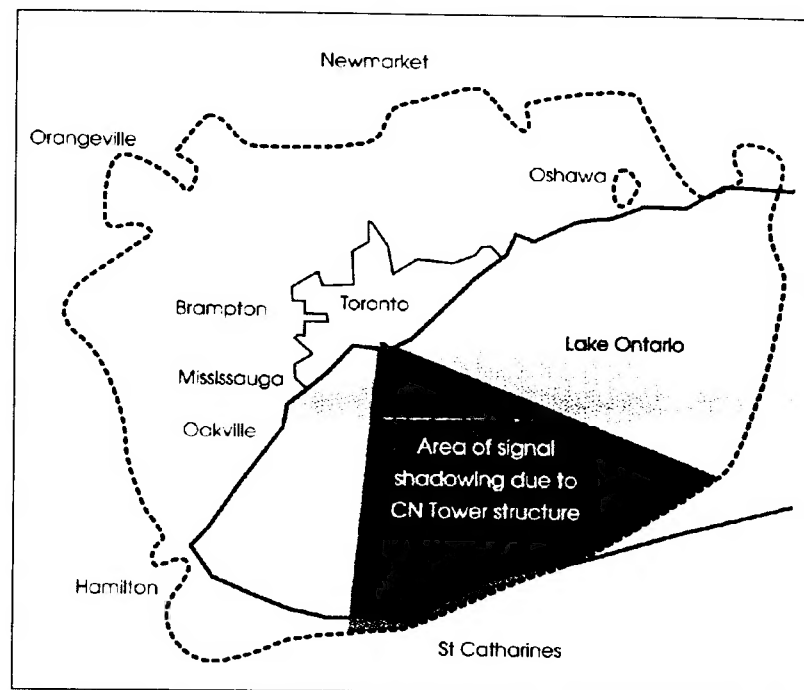 Newmarket
Orangeville
Oshawa
Brampton
Toronto
Lake Ontario
Mississauga
Oakville
Area of signal
shadowing due to
CN Tower structure
Hamilton
St Catharines